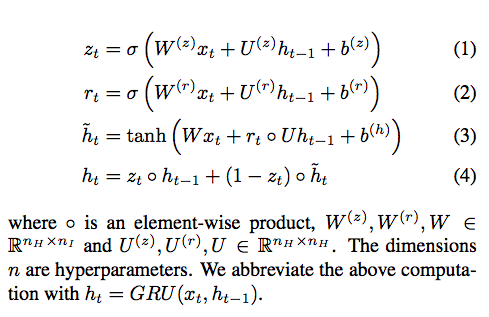 z_t = σ (W^{(z)} x_t + U^{(z)} h_{t−1} + b^{(z)}) (1)
r_t = σ (W^{(r)} x_t + U^{(r)} h_{t−1} + b^{(r)}) (2)
h̃_t = tanh (W x_t + r_t ∘ U h_{t−1} + b^{(h)}) (3)
h_t = z_t ∘ h_{t−1} + (1 − z_t) ∘ h̃_t (4)
where ∘ is an element-wise product, W^{(z)}, W^{(r)}, W ∈
ℝ^{n_H×n_I} and U^{(z)}, U^{(r)}, U ∈ ℝ^{n_H×n_H}. The dimensions
n are hyperparameters. We abbreviate the above computa-
tion with h_t = GRU(x_t, h_{t−1}).